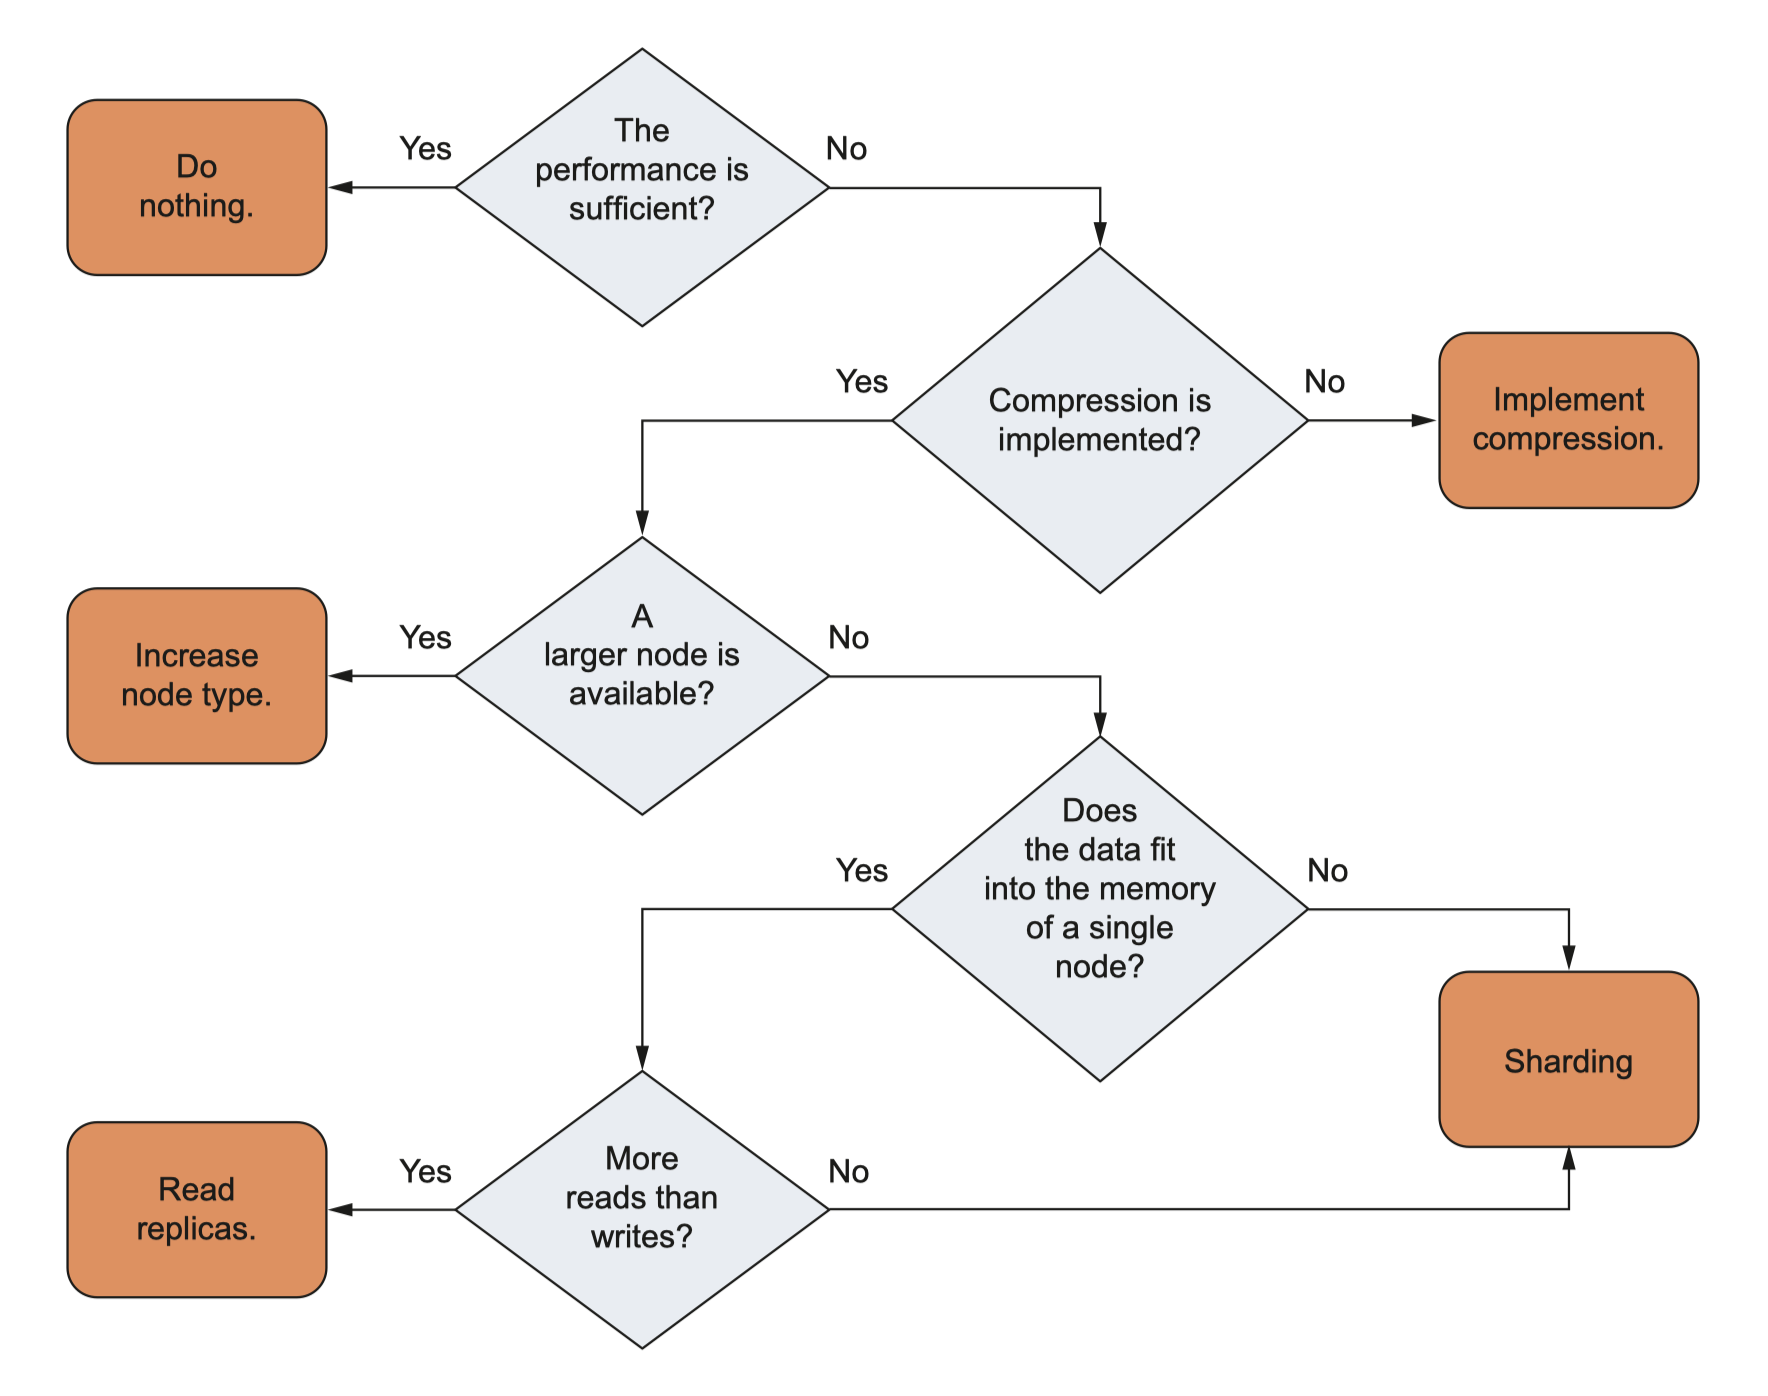 The
performance is
sufficient?
Yes
No
Do
nothing.
Compression is
implemented?
Yes
No
Implement
compression.
A
larger node is
available?
Yes
No
Increase
node type.
Does
the data fit
into the memory
of a single
node?
Yes
No
Sharding
More
reads than
writes?
Yes
No
Read
replicas.